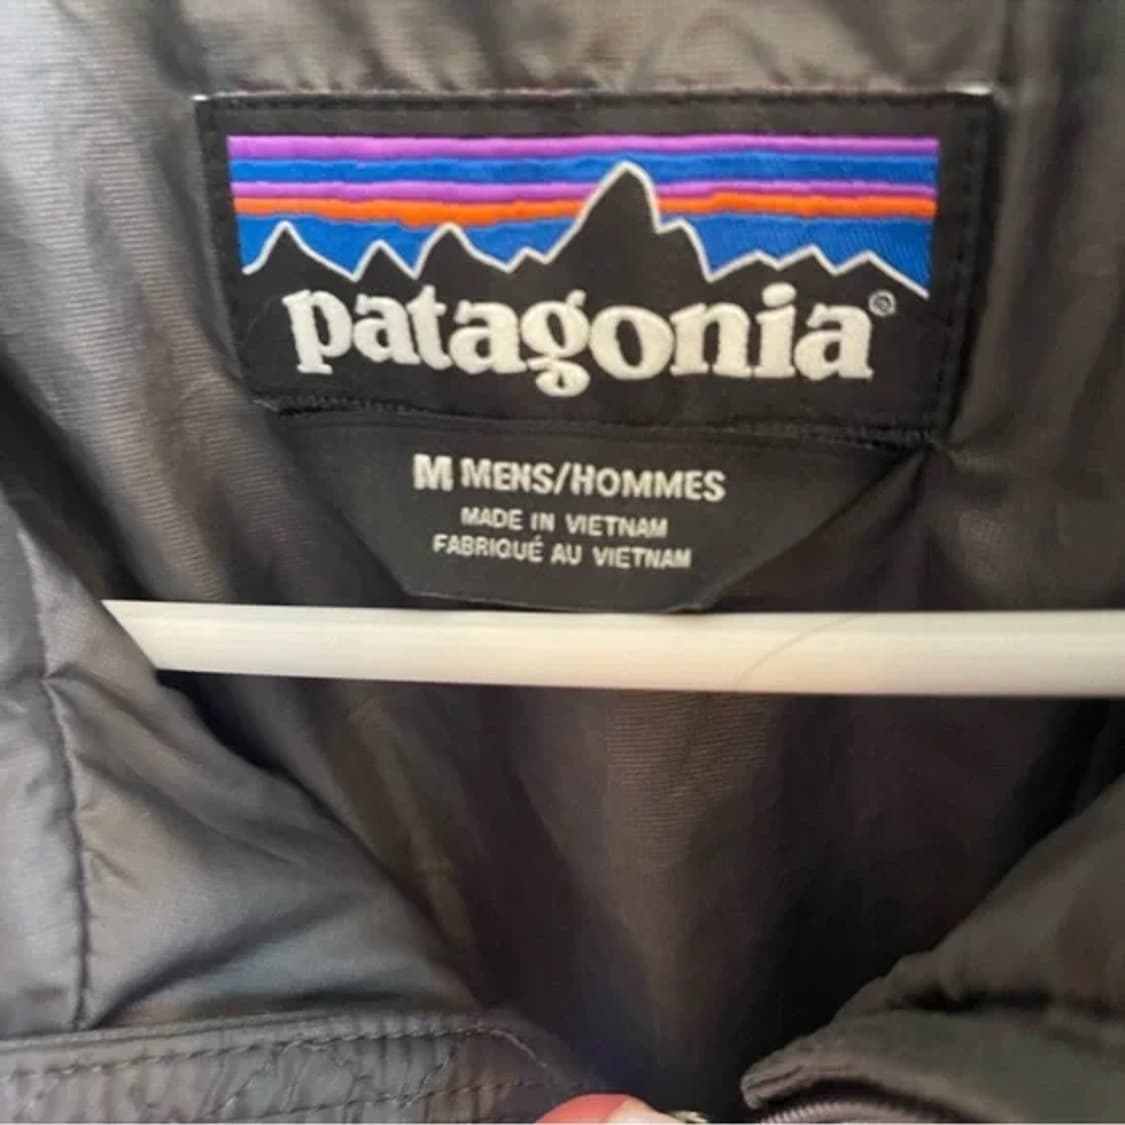 patagonia®
M MENS/HOMMES
MADE IN VIETNAM
FABRIQUÉ AU VIETNAM